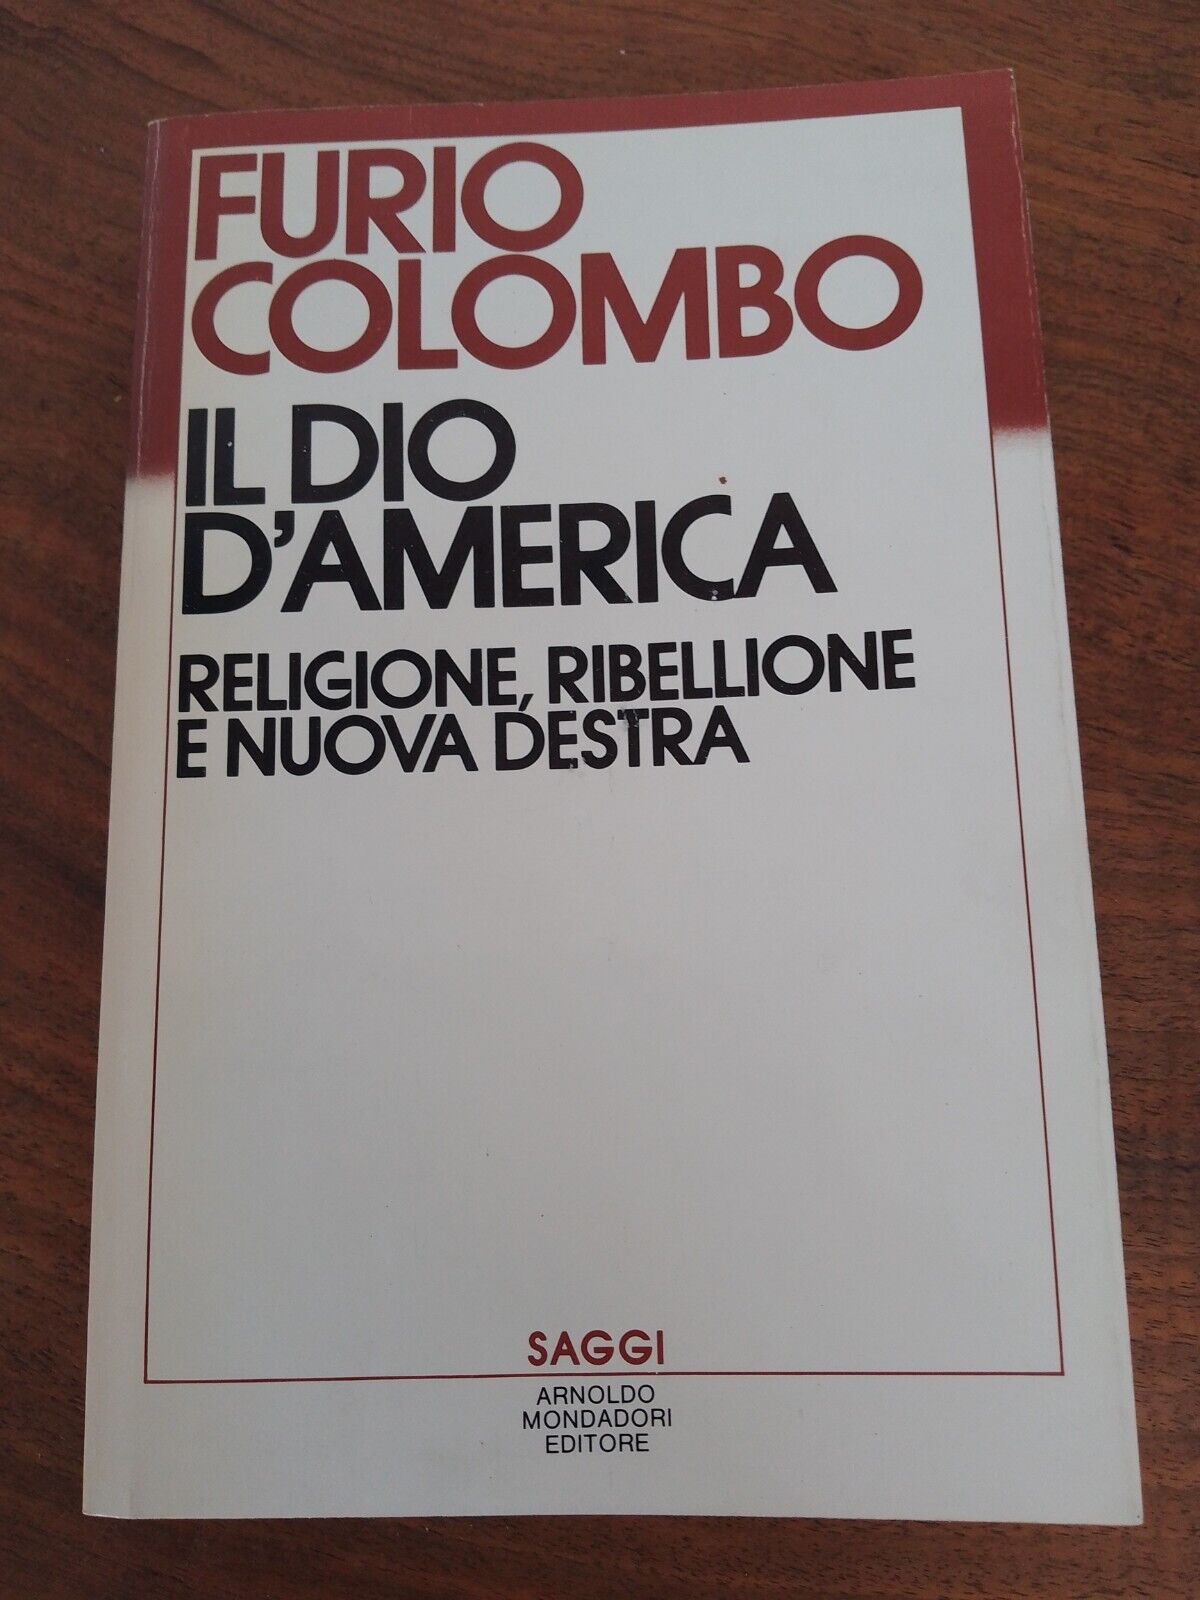 FURIO
COLOMBO
IL DIO
D'AMERICA
RELIGIONE, RIBELLIONE
E NUOVA DESTRA
SAGGI
ARNOLDO
MONDADORI
EDITORE